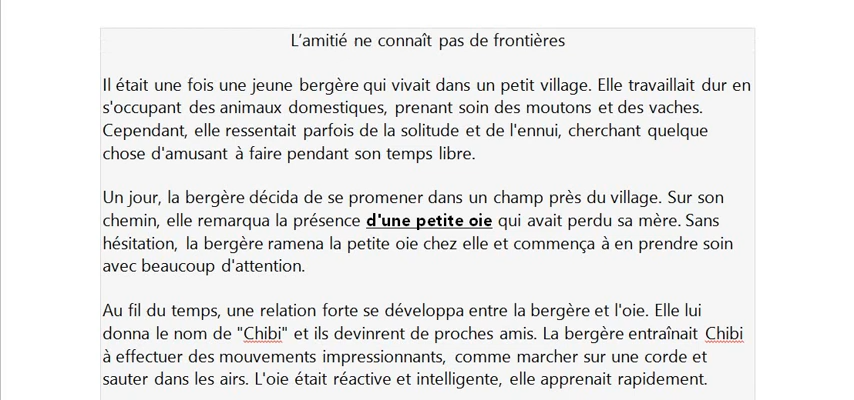 L'amitié ne connaît pas de frontières
Il était une fois une jeune bergère qui vivait dans un petit village. Elle travaillait dur en
s'occupant des animaux domestiques, prenant soin des moutons et des vaches.
Cependant, elle ressentait parfois de la solitude et de l'ennui, cherchant quelque
chose d'amusant à faire pendant son temps libre.
Un jour, la bergère décida de se promener dans un champ près du village. Sur son
chemin, elle remarqua la présence d'une petite oie qui avait perdu sa mère. Sans
hésitation, la bergère ramena la petite oie chez elle et commença à en prendre soin
avec beaucoup d'attention.
Au fil du temps, une relation forte se développa entre la bergère et l'oie. Elle lui
donna le nom de "Chibi" et ils devinrent de proches amis. La bergère entraînait Chibi
à effectuer des mouvements impressionnants, comme marcher sur une corde et
sauter dans les airs. L'oie était réactive et intelligente, elle apprenait rapidement.